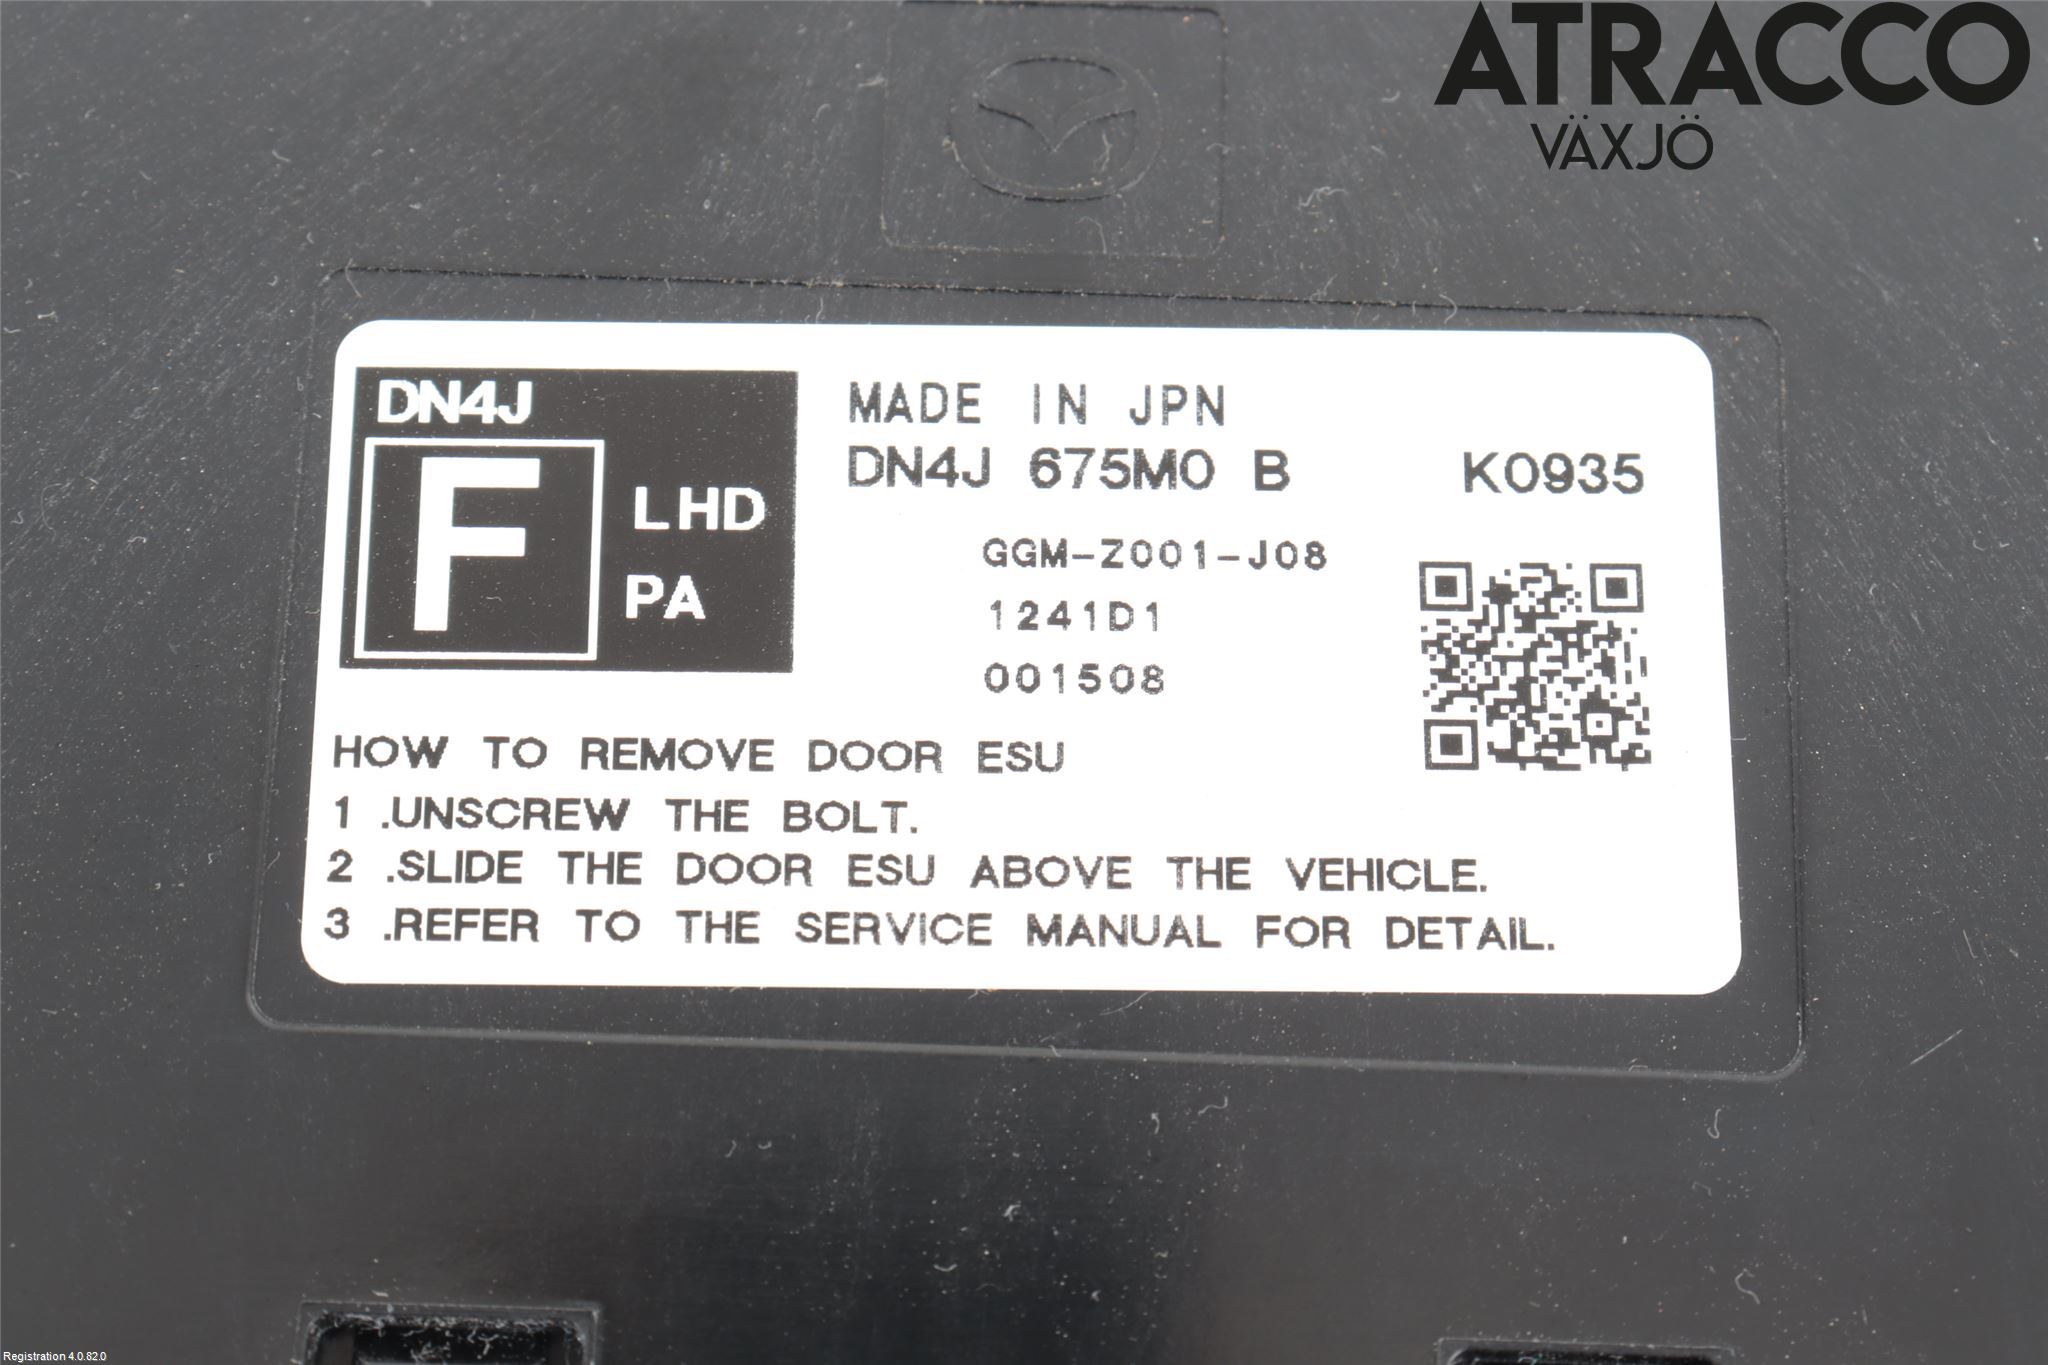 ATRACCO
VÄXJÖ
DN4J
F
LHD
PA
MADE IN JPN
DN4J 675M0 B K0935
GGM-Z001-J08
1241D1
001508
HOW TO REMOVE DOOR ESU
1 .UNSCREW THE BOLT.
2 .SLIDE THE DOOR ESU ABOVE THE VEHICLE.
3 .REFER TO THE SERVICE MANUAL FOR DETAIL.
Registration 4.0.82.0